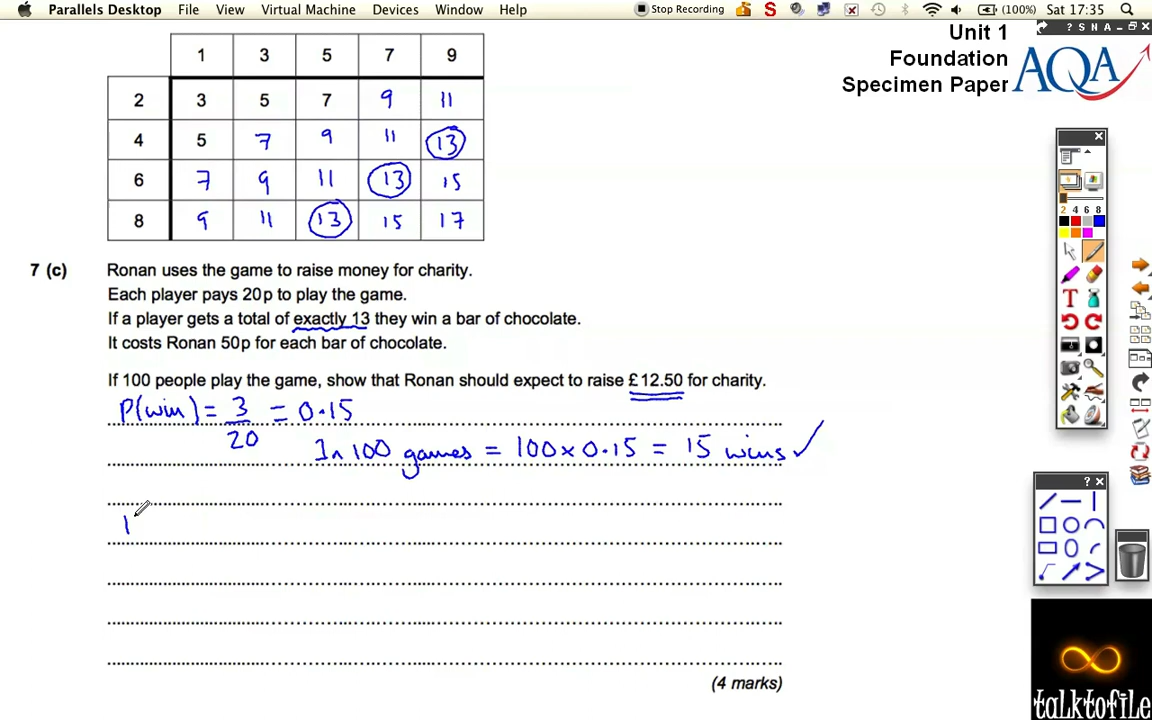 Parallels Desktop File View Virtual Machine Devices Window Help Stop Recording S (100%) Sat 17:35
? S N A
Unit 1
Foundation
Specimen Paper
AQA
1 3 5 7 9
2 3 5 7 9 11
4 5 7 9 11 13
6 7 9 11 13 15
8 9 11 13 15 17
2 4 6 8
T
7 (c) Ronan uses the game to raise money for charity.
Each player pays 20p to play the game.
If a player gets a total of exactly 13 they win a bar of chocolate.
It costs Ronan 50p for each bar of chocolate.
If 100 people play the game, show that Ronan should expect to raise £12.50 for charity.
P(win) = 3/20 = 0.15
In 100 games = 100 x 0.15 = 15 wins ✓
1
(4 marks)
?
talktofile